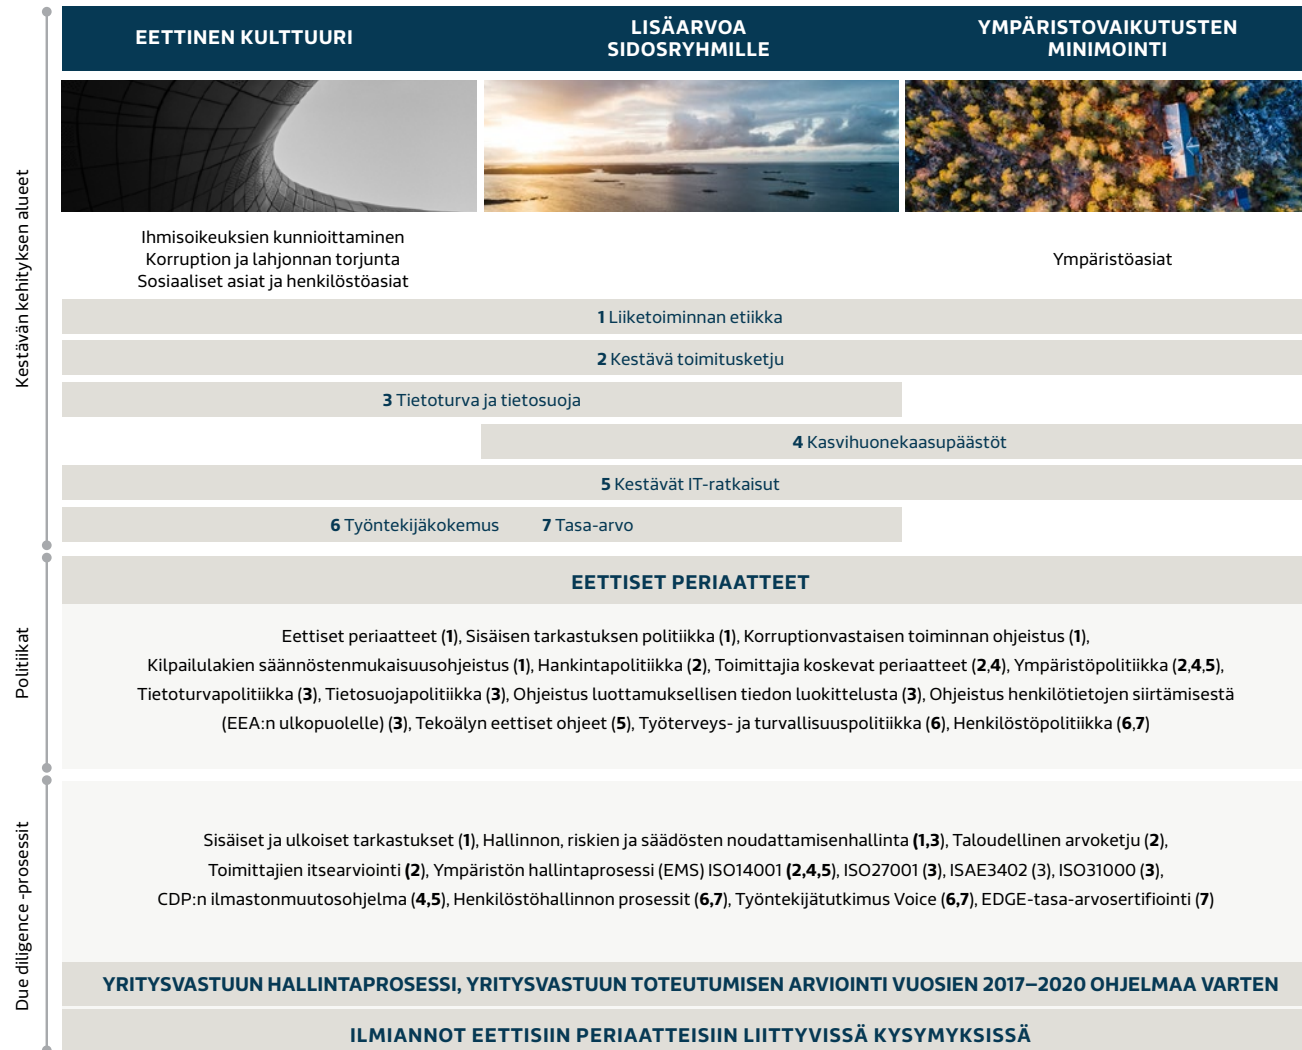 EETTINEN KULTTUURI
LISÄARVOA
SIDOSRYHMILLE
YMPÄRISTOVAIKUTUSTEN
MINIMOINTI
Kestävän kehityksen alueet
Ihmisoikeuksien kunnioittaminen
Korruption ja lahjonnan torjunta
Sosiaaliset asiat ja henkilöstöasiat
Ympäristöasiat
1 Liiketoiminnan etiikka
2 Kestävä toimitusketju
3 Tietoturva ja tietosuoja
4 Kasvihuonekaasupäästöt
5 Kestävät IT-ratkaisut
6 Työntekijäkokemus 7 Tasa-arvo
Politiikat
EETTISET PERIAATTEET
Eettiset periaatteet (1), Sisäisen tarkastuksen politiikka (1), Korruptionvastaisen toiminnan ohjeistus (1),
Kilpailulakien säännöstenmukaisuusohjeistus (1), Hankintapolitiikka (2), Toimittajia koskevat periaatteet (2,4), Ympäristöpolitiikka (2,4,5),
Tietoturvapolitiikka (3), Tietosuojapolitiikka (3), Ohjeistus luottamuksellisen tiedon luokittelusta (3), Ohjeistus henkilötietojen siirtämisestä
(EEA:n ulkopuolelle) (3), Tekoälyn eettiset ohjeet (5), Työterveys- ja turvallisuuspolitiikka (6), Henkilöstöpolitiikka (6,7)
Due diligence -prosessit
Sisäiset ja ulkoiset tarkastukset (1), Hallinnon, riskien ja säädösten noudattamisenhallinta (1,3), Taloudellinen arvoketju (2),
Toimittajien itsearviointi (2), Ympäristön hallintaprosessi (EMS) ISO14001 (2,4,5), ISO27001 (3), ISAE3402 (3), ISO31000 (3),
CDP:n ilmastonmuutosohjelma (4,5), Henkilöstöhallinnon prosessit (6,7), Työntekijätutkimus Voice (6,7), EDGE-tasa-arvosertifiointi (7)
YRITYSVASTUUN HALLINTAPROSESSI, YRITYSVASTUUN TOTEUTUMISEN ARVIOINTI VUOSIEN 2017–2020 OHJELMAA VARTEN
ILMIANNOT EETTISIIN PERIAATTEISIIN LIITTYVISSÄ KYSYMYKSISSÄ